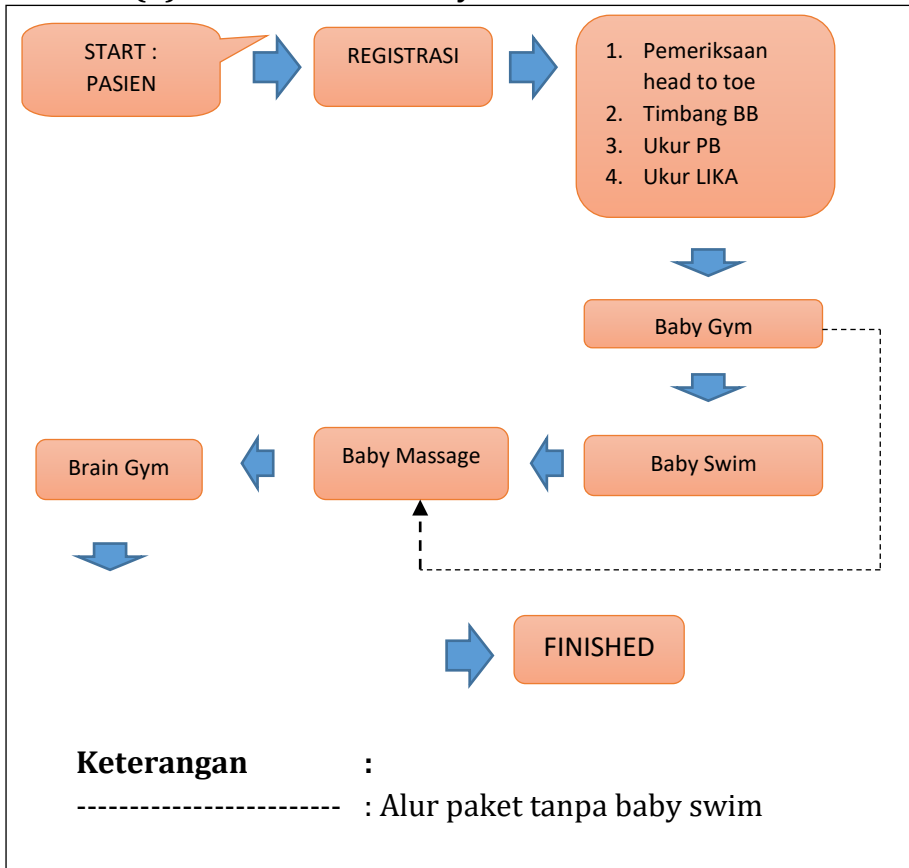 START :
PASIEN
REGISTRASI
1. Pemeriksaan
head to toe
2. Timbang BB
3. Ukur PB
4. Ukur LIKA
Baby Gym
Brain Gym
Baby Massage
Baby Swim
FINISHED
Keterangan :
------------------------- : Alur paket tanpa baby swim